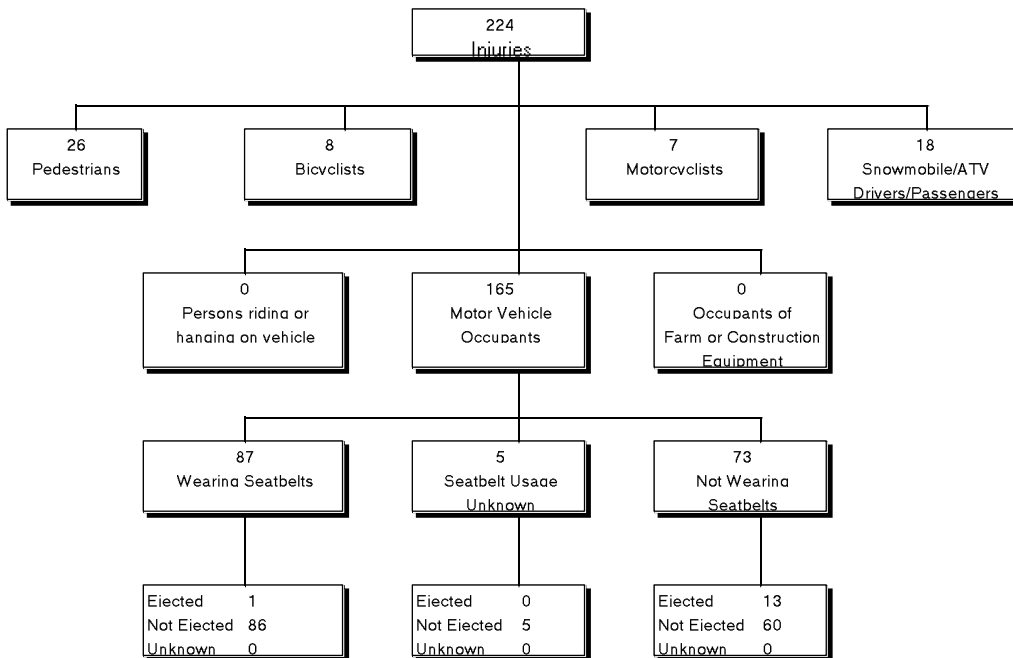 224
Injuries
26
Pedestrians
8
Bicyclists
7
Motorcyclists
18
Snowmobile/ATV
Drivers/Passengers
0
Persons riding or
hanging on vehicle
165
Motor Vehicle
Occupants
0
Occupants of
Farm or Construction
Equipment
87
Wearing Seatbelts
5
Seatbelt Usage
Unknown
73
Not Wearing
Seatbelts
Ejected 1
Not Ejected 86
Unknown 0
Ejected 0
Not Ejected 5
Unknown 0
Ejected 13
Not Ejected 60
Unknown 0